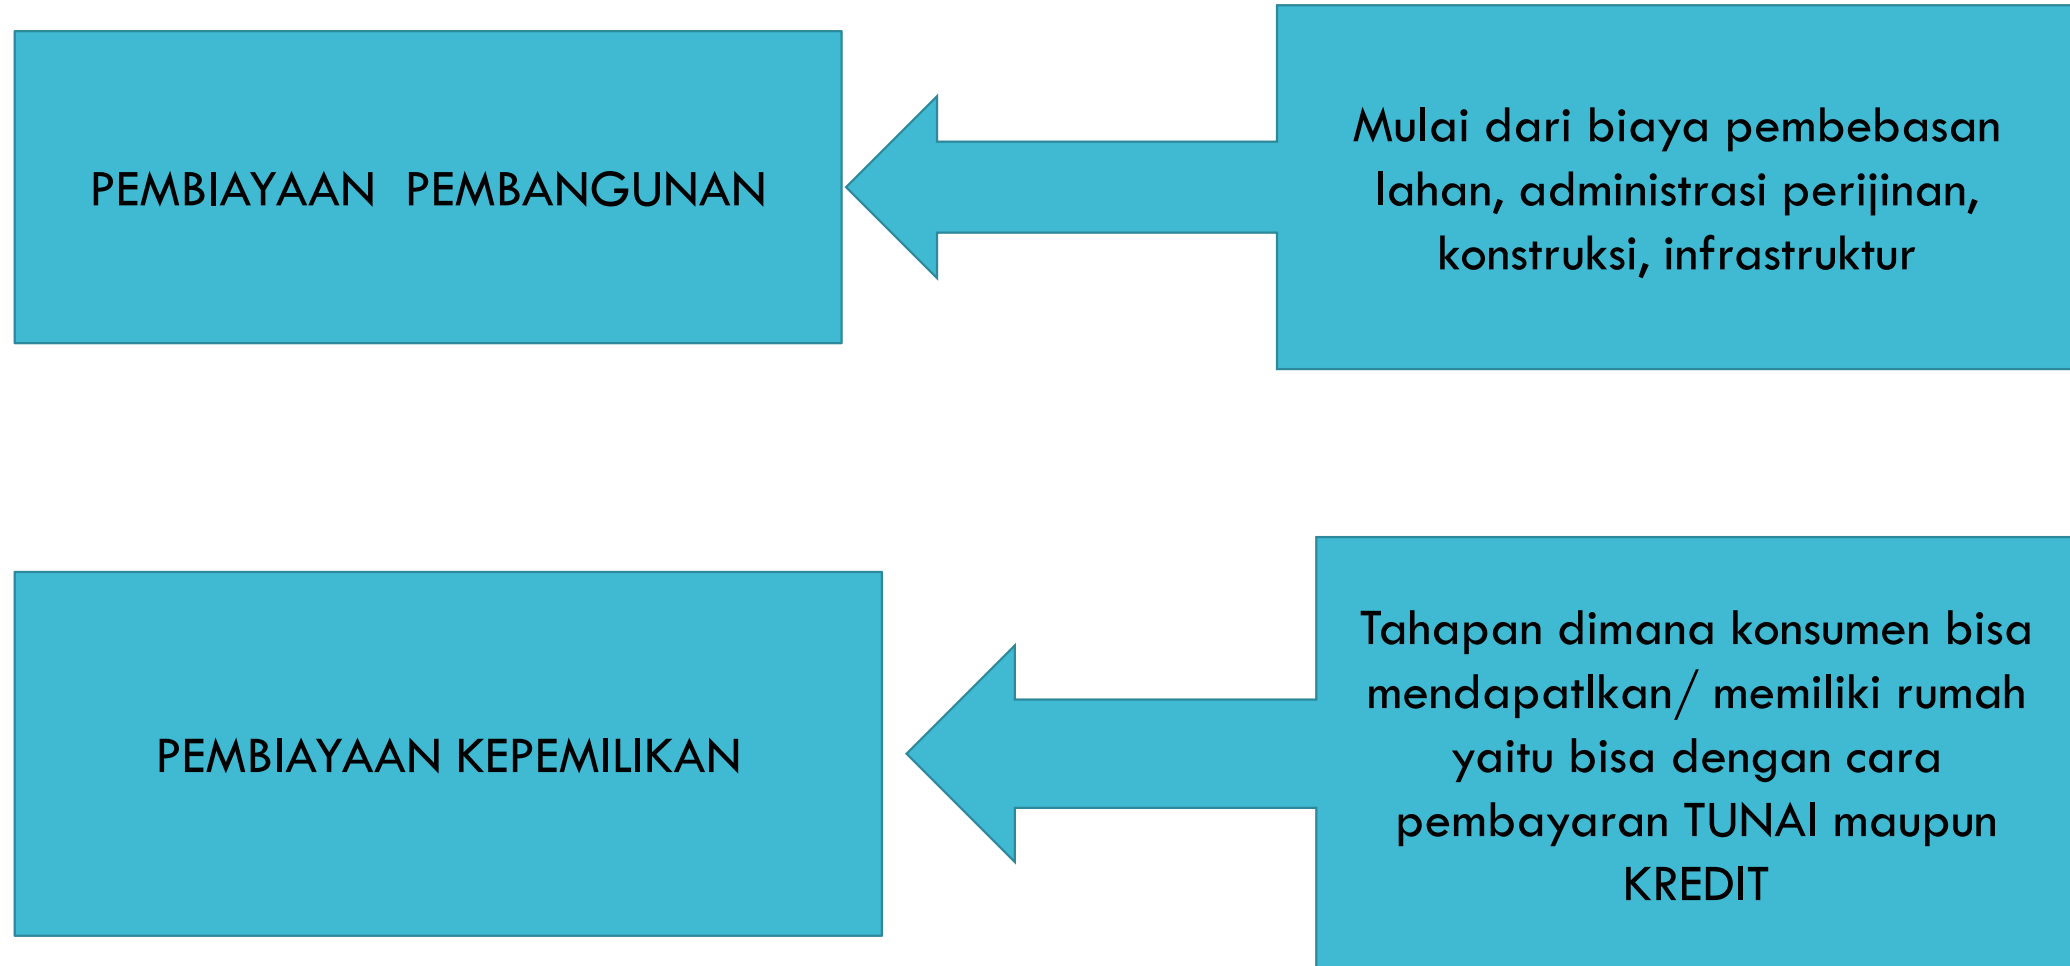 PEMBIAYAAN PEMBANGUNAN
Mulai dari biaya pembebasan
lahan, administrasi perijinan,
konstruksi, infrastruktur
PEMBIAYAAN KEPEMILIKAN
Tahapan dimana konsumen bisa
mendapatlkan/ memiliki rumah
yaitu bisa dengan cara
pembayaran TUNAI maupun
KREDIT